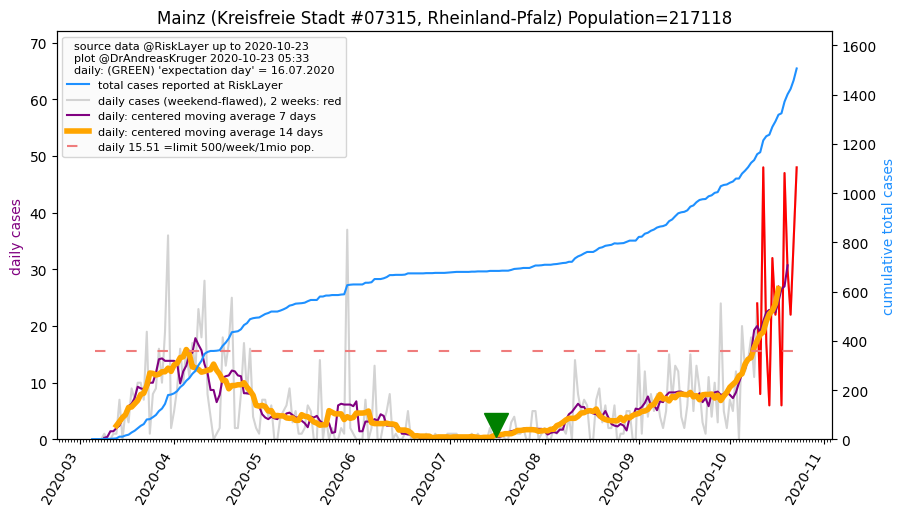 Mainz (Kreisfreie Stadt #07315, Rheinland-Pfalz) Population=217118
source data @RiskLayer up to 2020-10-23
plot @DrAndreasKruger 2020-10-23 05:33
daily: (GREEN) 'expectation day' = 16.07.2020
total cases reported at RiskLayer
daily cases (weekend-flawed), 2 weeks: red
daily: centered moving average 7 days
daily: centered moving average 14 days
daily 15.51 =limit 500/week/1mio pop.
daily cases
70
60
50
40
30
20
10
0
cumulative total cases
1600
1400
1200
1000
800
600
400
200
0
2020-03
2020-04
2020-05
2020-06
2020-07
2020-08
2020-09
2020-10
2020-11